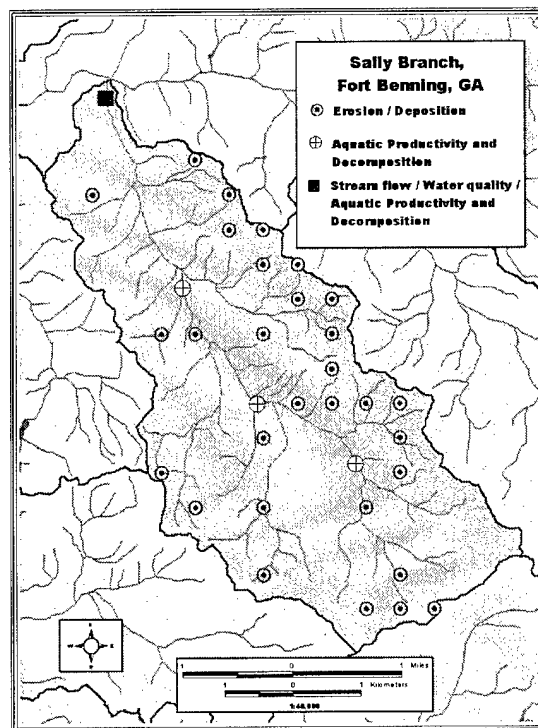 Sally Branch,
Fort Benning, GA
Erosion / Deposition
Aquatic Productivity and
Decomposition
Stream flow / Water quality /
Aquatic Productivity and
Decomposition
W E
1 0 1 Miles
1 0 1 Kilometers